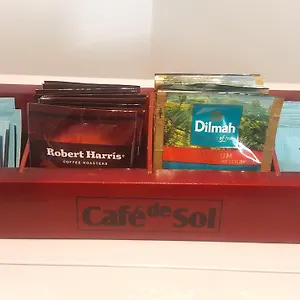 Robert Harris
COFFEE ROASTERS
Dilmah
Café de Sol